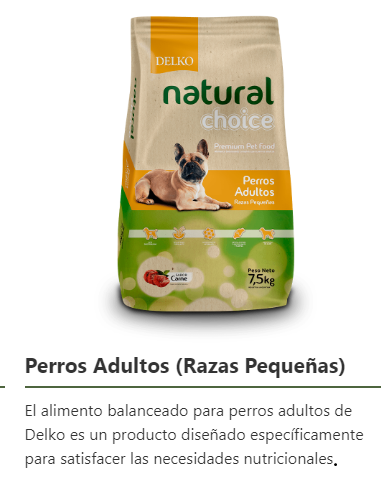 DELKO
natural
choice
Premium Pet Food
Perros
Adultos
Razas Pequeñas
Carne
Peso Neto
7,5kg
Perros Adultos (Razas Pequeñas)
El alimento balanceado para perros adultos de
Delko es un producto diseñado específicamente
para satisfacer las necesidades nutricionales.